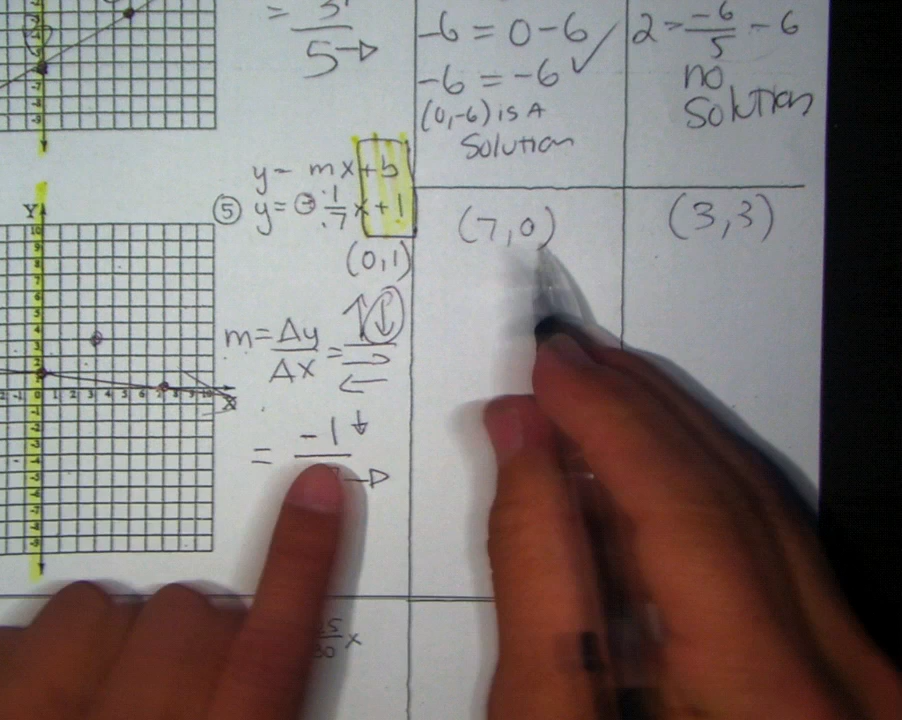 = 3
5
-6 = 0-6 ✓
-6 = -6
(0,-6) is A
Solution
2 = -6/5 - 6
no
Solution
y = mx+b
⑤ y = -1/7 x + 1
(0,1)
(7,0)
(3,3)
m = Δy/Δx =
= -1
x
Y
X